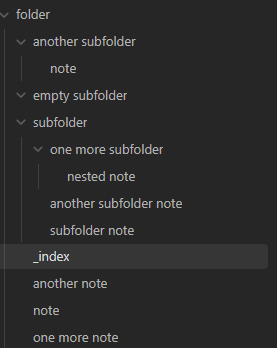 folder
another subfolder
note
empty subfolder
subfolder
one more subfolder
nested note
another subfolder note
subfolder note
_index
another note
note
one more note